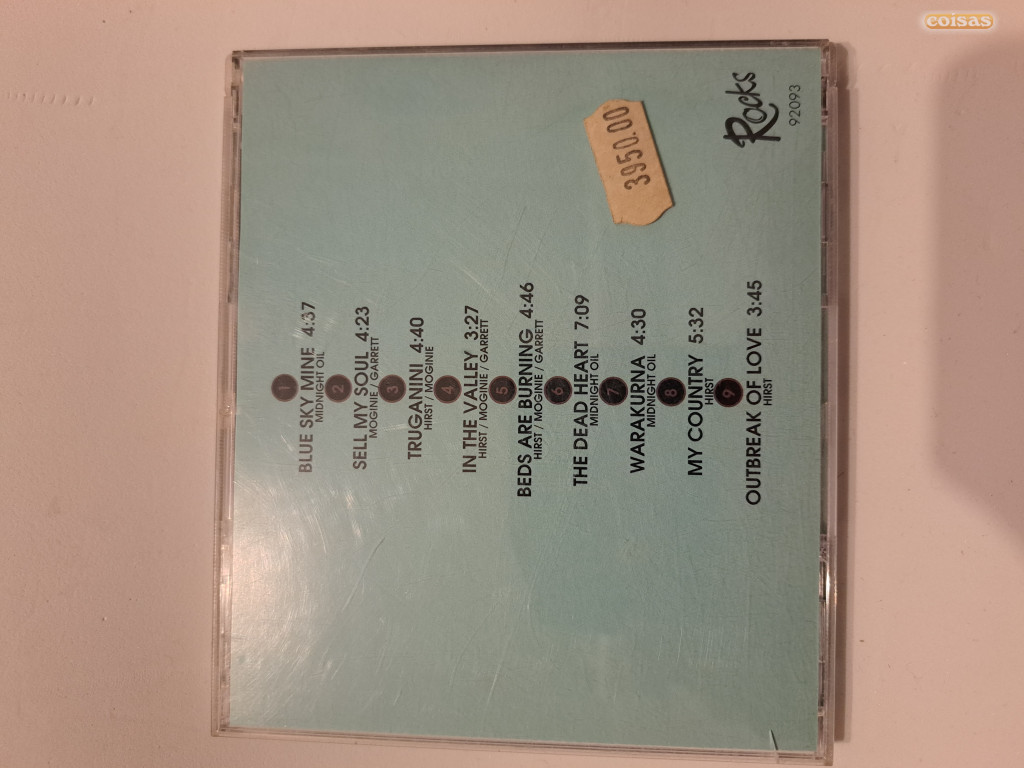 1
BLUE SKY MINE 4:37
MIDNIGHT OIL
2
SELL MY SOUL 4:23
MOGINIE / GARRETT
3
TRUGANINI 4:40
HIRST / MOGINIE
4
IN THE VALLEY 3:27
HIRST / MOGINIE / GARRETT
5
BEDS ARE BURNING 4:46
HIRST / MOGINIE / GARRETT
6
THE DEAD HEART 7:09
MIDNIGHT OIL
7
WARAKURNA 4:30
MIDNIGHT OIL
8
MY COUNTRY 5:32
HIRST
9
OUTBREAK OF LOVE 3:45
HIRST
3950.00
Rocks
92093
coisas